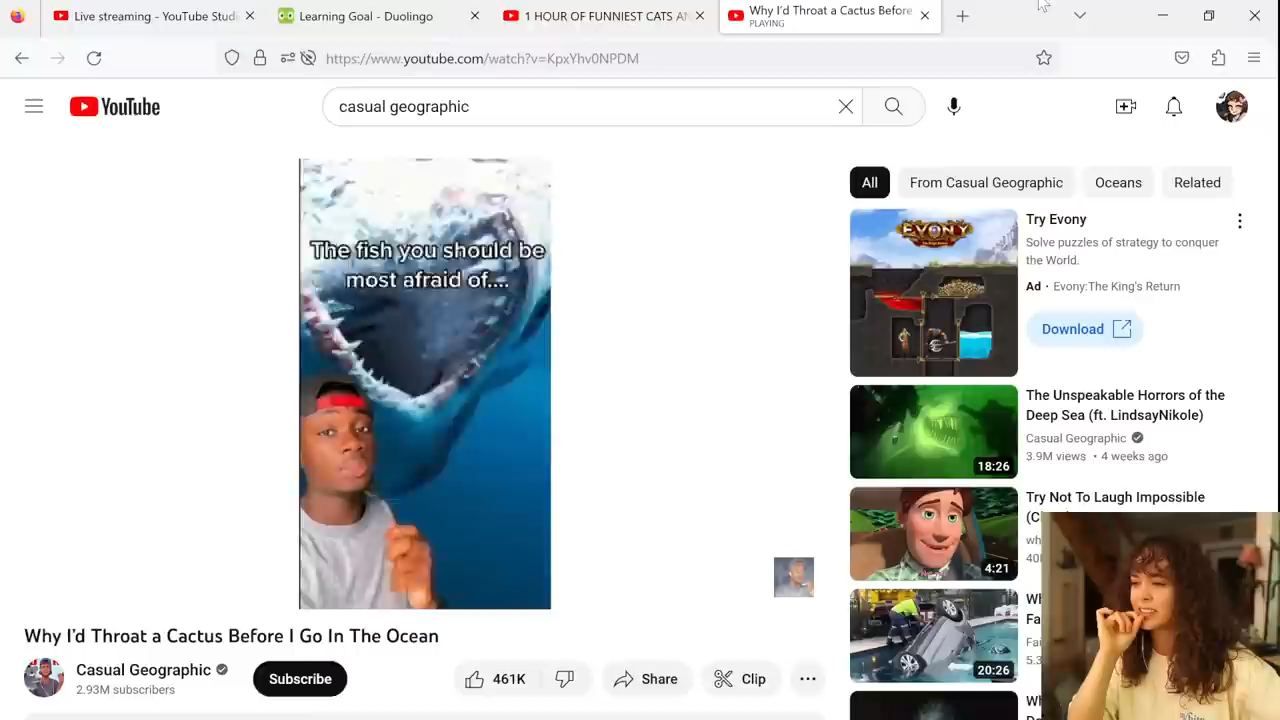 Live streaming - YouTube Studi
Learning Goal - Duolingo
1 HOUR OF FUNNIEST CATS A
Why I'd Throat a Cactus Before
PLAYING
https://www.youtube.com/watch?v=KpxYhv0NPDM
YouTube
casual geographic
The fish you should be
most afraid of....
All
From Casual Geographic
Oceans
Related
EVONY
Try Evony
Solve puzzles of strategy to conquer
the World.
Ad • Evony:The King's Return
Download
The Unspeakable Horrors of the
Deep Sea (ft. LindsayNikole)
Casual Geographic
3.9M views • 4 weeks ago
18:26
Try Not To Laugh Impossible
4:21
20:26
Why I'd Throat a Cactus Before I Go In The Ocean
Casual Geographic
2.93M subscribers
Subscribe
461K
Share
Clip